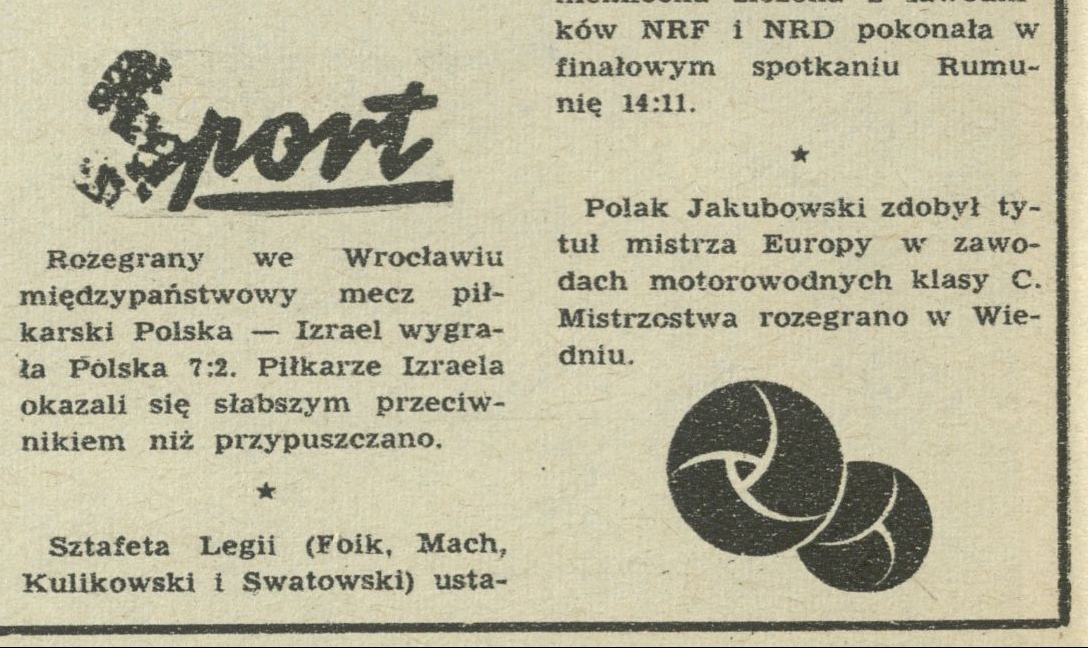 Sport
Rozegrany we Wrocławiu
międzypaństwowy mecz pił-
karski Polska — Izrael wygra-
ła Polska 7:2. Piłkarze Izraela
okazali się słabszym przeciw-
nikiem niż przypuszczano.
★
Sztafeta Legii (Foik, Mach,
Kulikowski i Swatowski) usta-
ków NRF i NRD pokonała w
finałowym spotkaniu Rumu-
nię 14:11.
★
Polak Jakubowski zdobył ty-
tuł mistrza Europy w zawo-
dach motorowodnych klasy C.
Mistrzostwa rozegrano w Wie-
dniu.